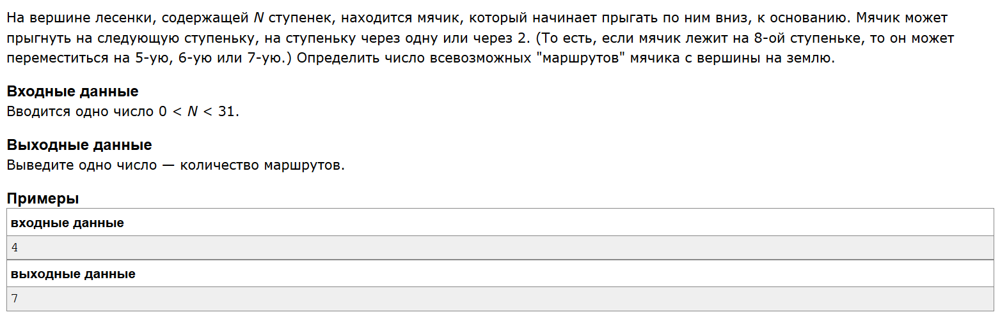 На вершине лесенки, содержащей N ступенек, находится мячик, который начинает прыгать по ним вниз, к основанию. Мячик может
прыгнуть на следующую ступеньку, на ступеньку через одну или через 2. (То есть, если мячик лежит на 8-ой ступеньке, то он может
переместиться на 5-ую, 6-ую или 7-ую.) Определить число всевозможных "маршрутов" мячика с вершины на землю.
Входные данные
Вводится одно число 0 < N < 31.
Выходные данные
Выведите одно число — количество маршрутов.
Примеры
входные данные
4
выходные данные
7